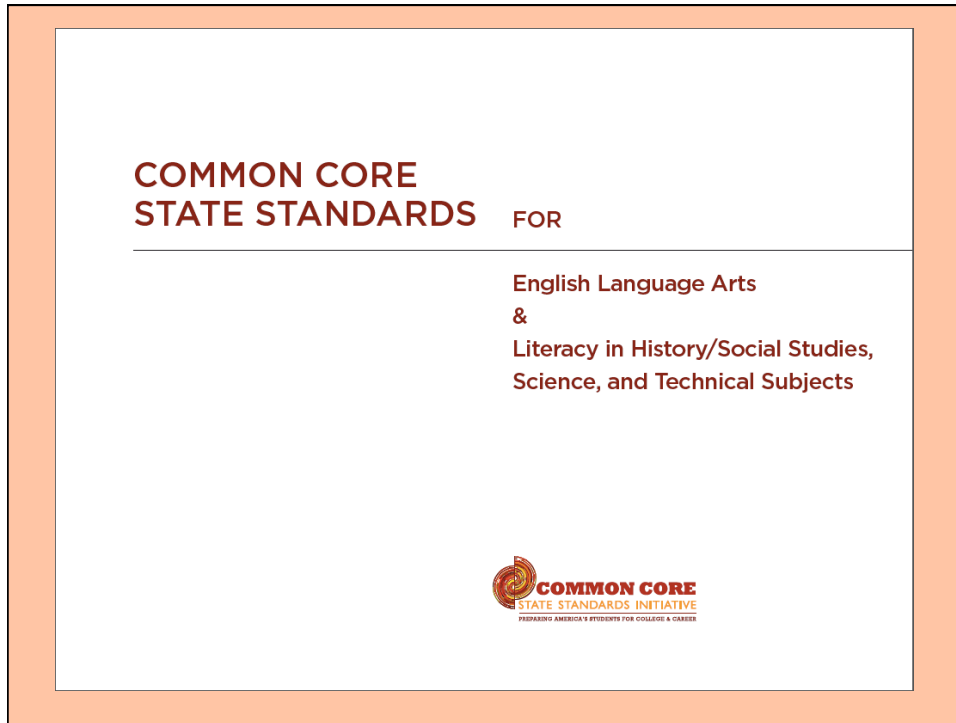 COMMON CORE
STATE STANDARDS FOR
English Language Arts
&
Literacy in History/Social Studies,
Science, and Technical Subjects
COMMON CORE
STATE STANDARDS INITIATIVE
PREPARING AMERICA'S STUDENTS FOR COLLEGE & CAREER